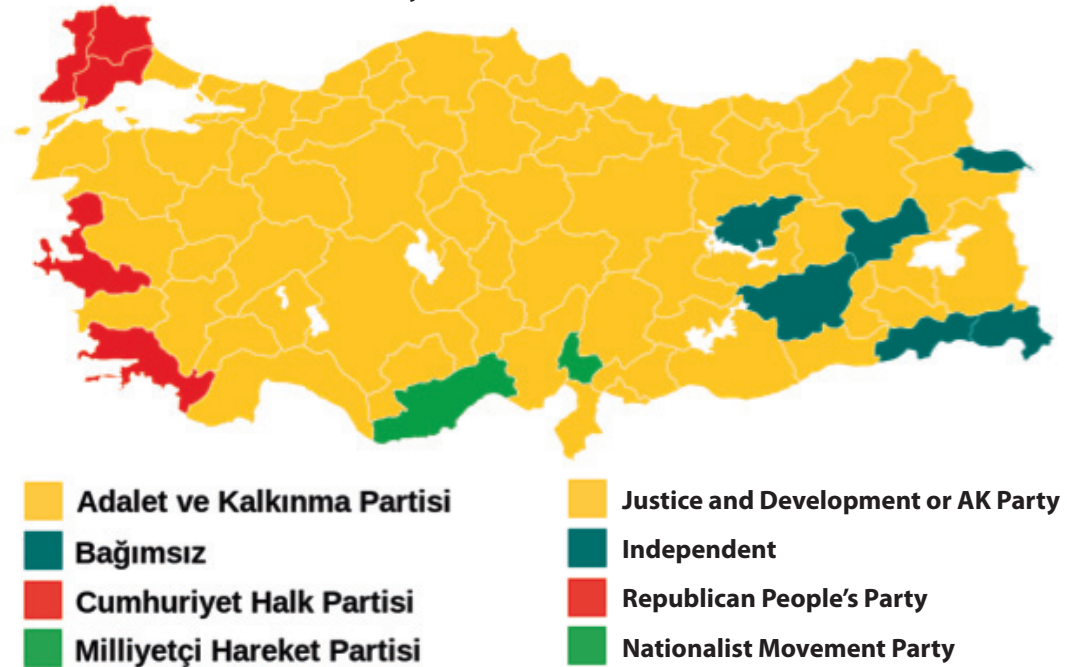 Adalet ve Kalkınma Partisi
Bağımsız
Cumhuriyet Halk Partisi
Milliyetçi Hareket Partisi
Justice and Development or AK Party
Independent
Republican People's Party
Nationalist Movement Party